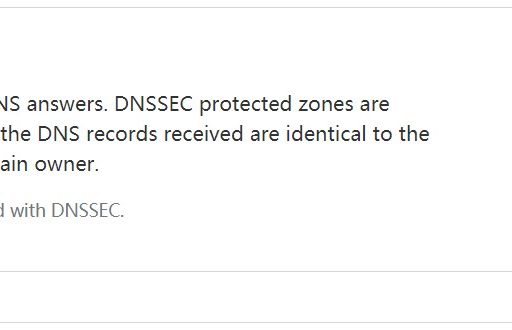 NS answers. DNSSEC protected zones are
the DNS records received are identical to the
ain owner.
d with DNSSEC.